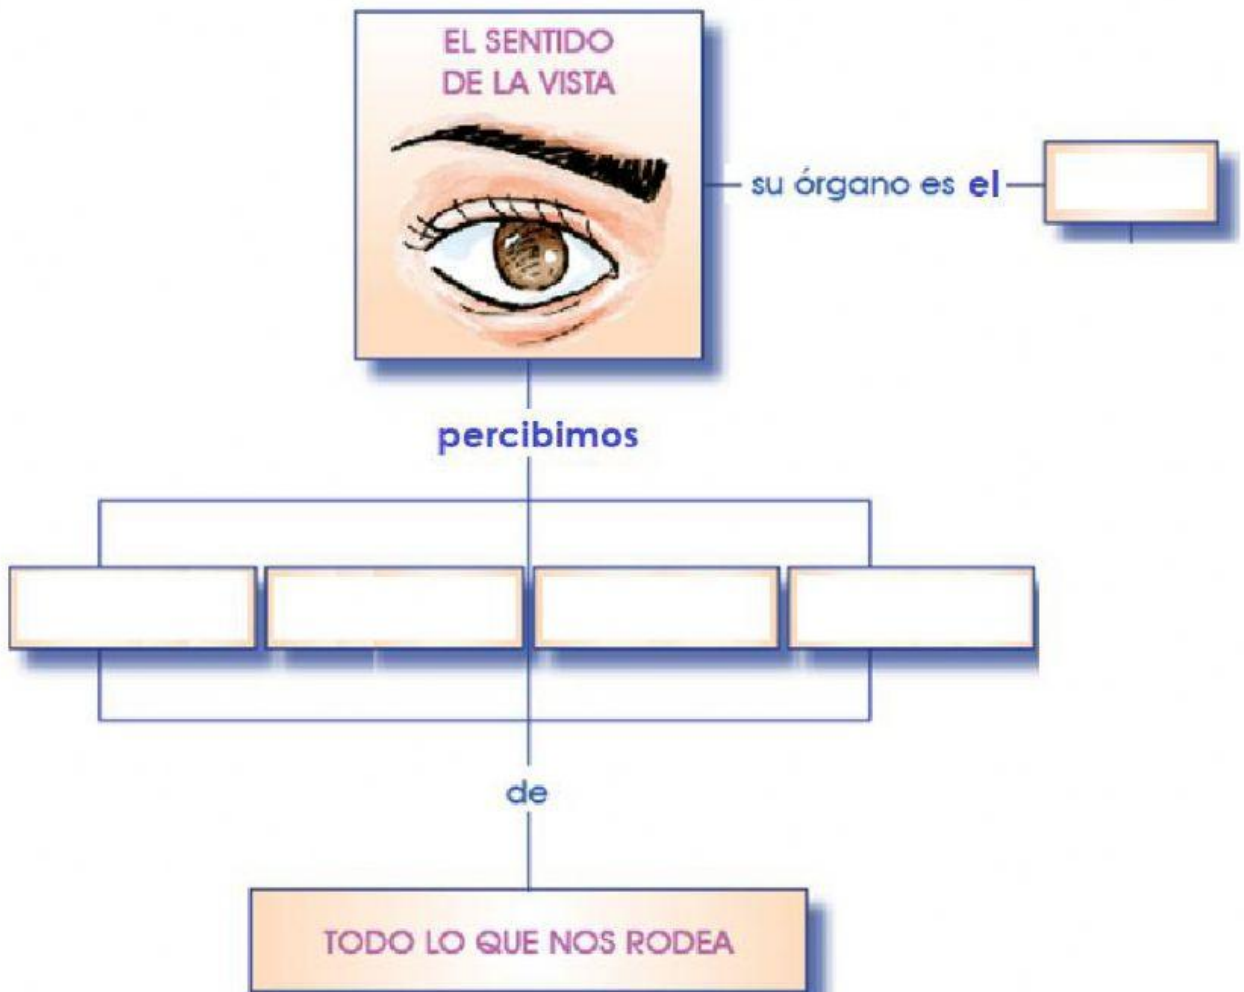 EL SENTIDO
DE LA VISTA
su órgano es el
percibimos
de
TODO LO QUE NOS RODEA